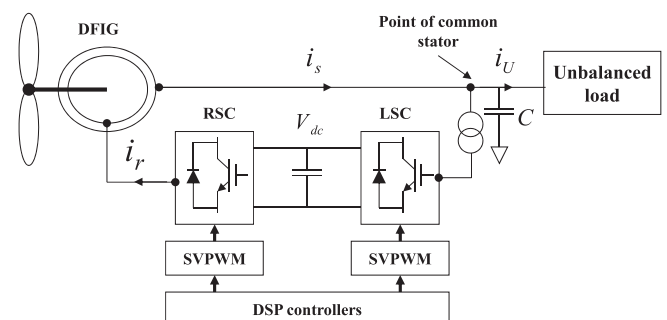 DFIG
Point of common
stator
i_s
i_U
Unbalanced
load
RSC
V_dc
LSC
C
i_r
SVPWM
SVPWM
DSP controllers